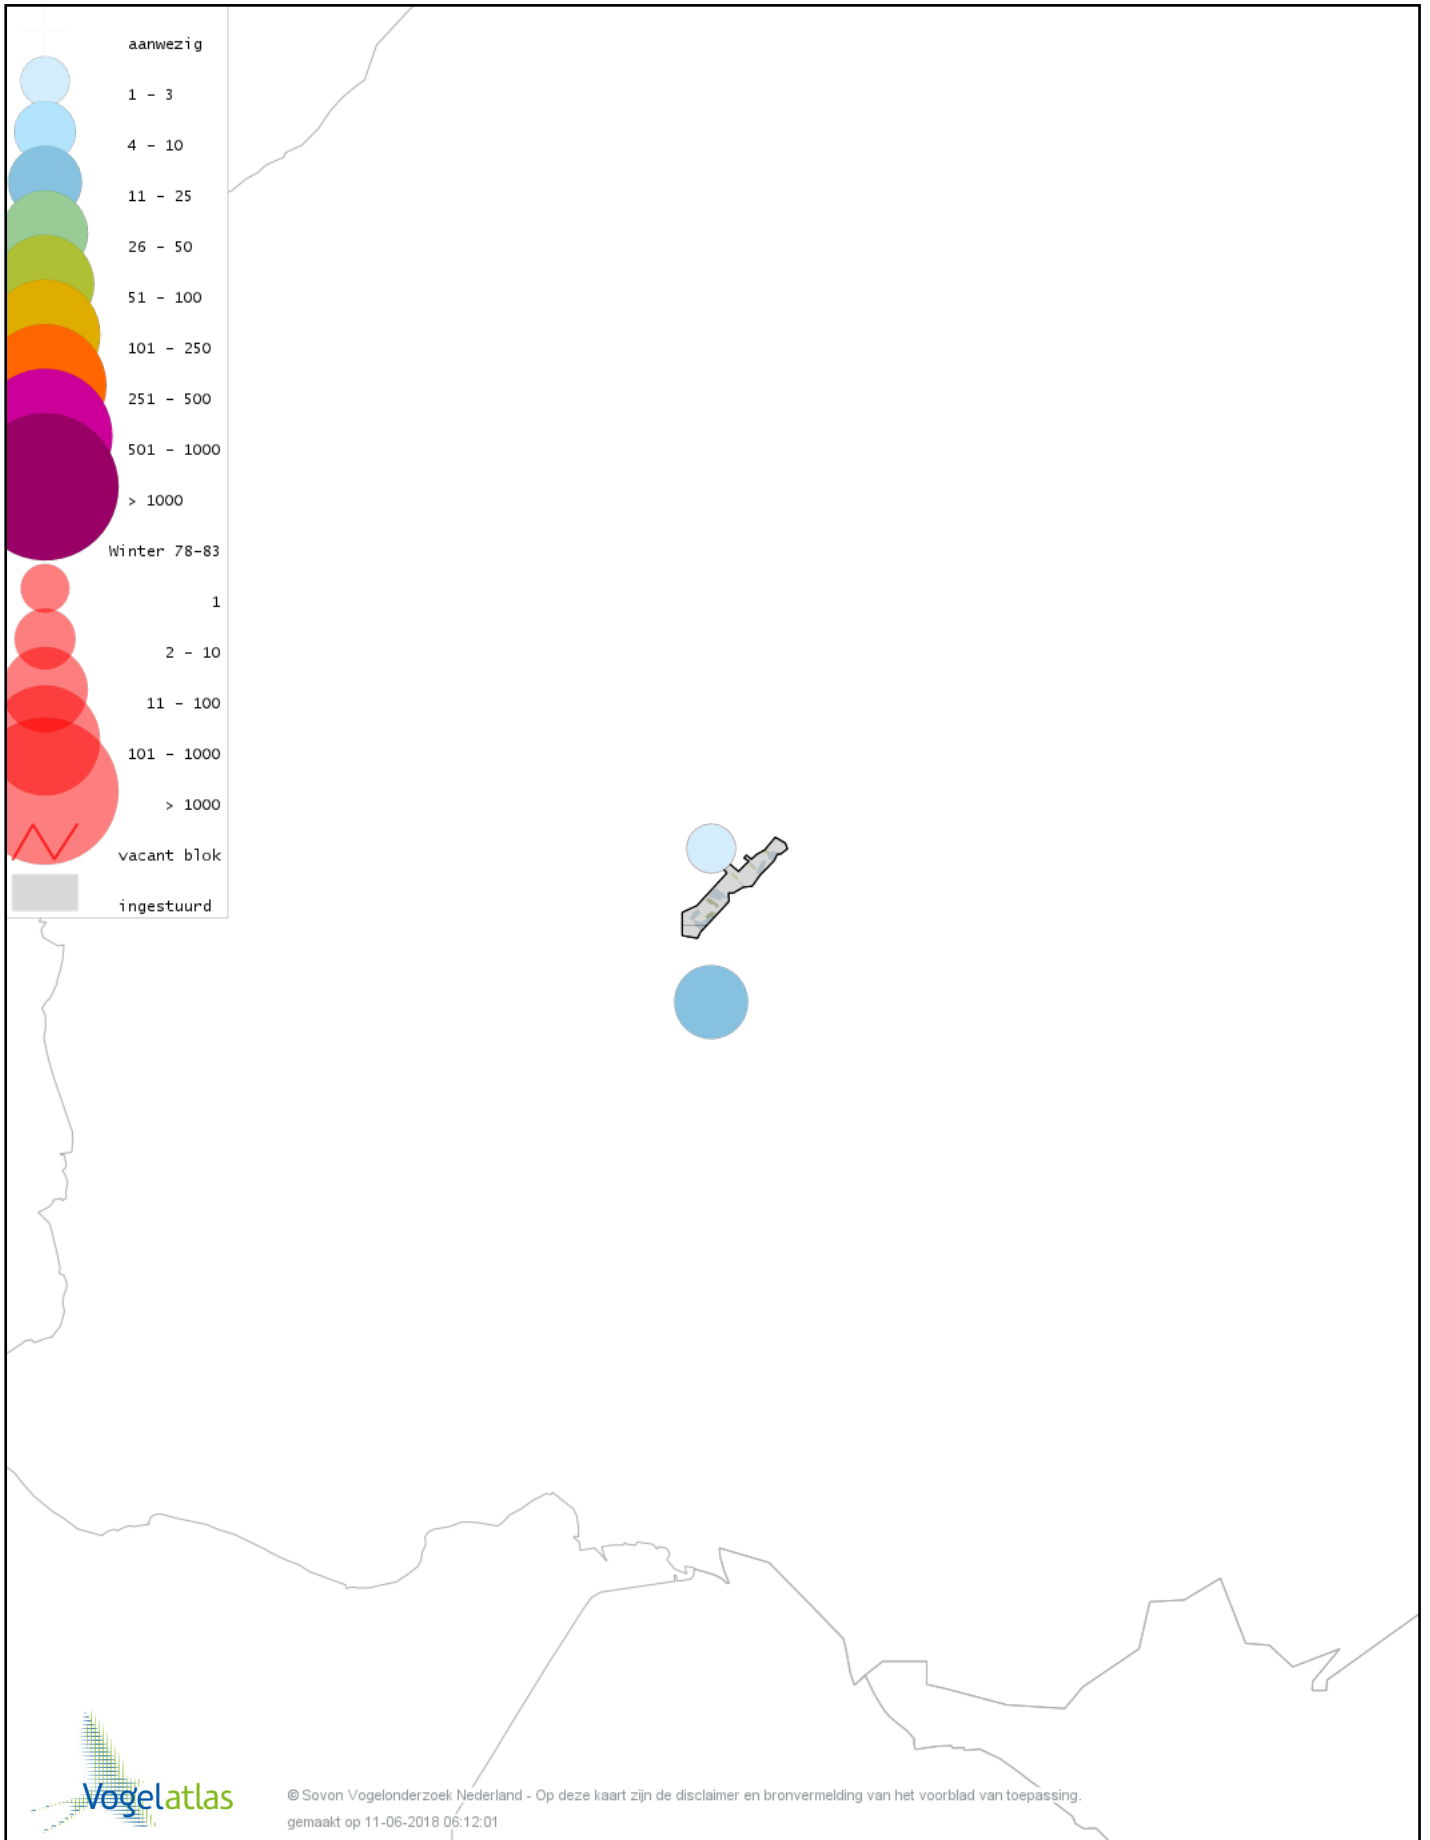 aanwezig
1 - 3
4 - 10
11 - 25
26 - 50
51 - 100
101 - 250
251 - 500
501 - 1000
> 1000
Winter 78-83
1
2 - 10
11 - 100
101 - 1000
> 1000
vacant blok
ingestuurd
Vogelatlas
© Sovon Vogelonderzoek Nederland - Op deze kaart zijn de disclaimer en bronvermelding van het voorblad van toepassing.
gemaakt op 11-06-2018 06:12:01